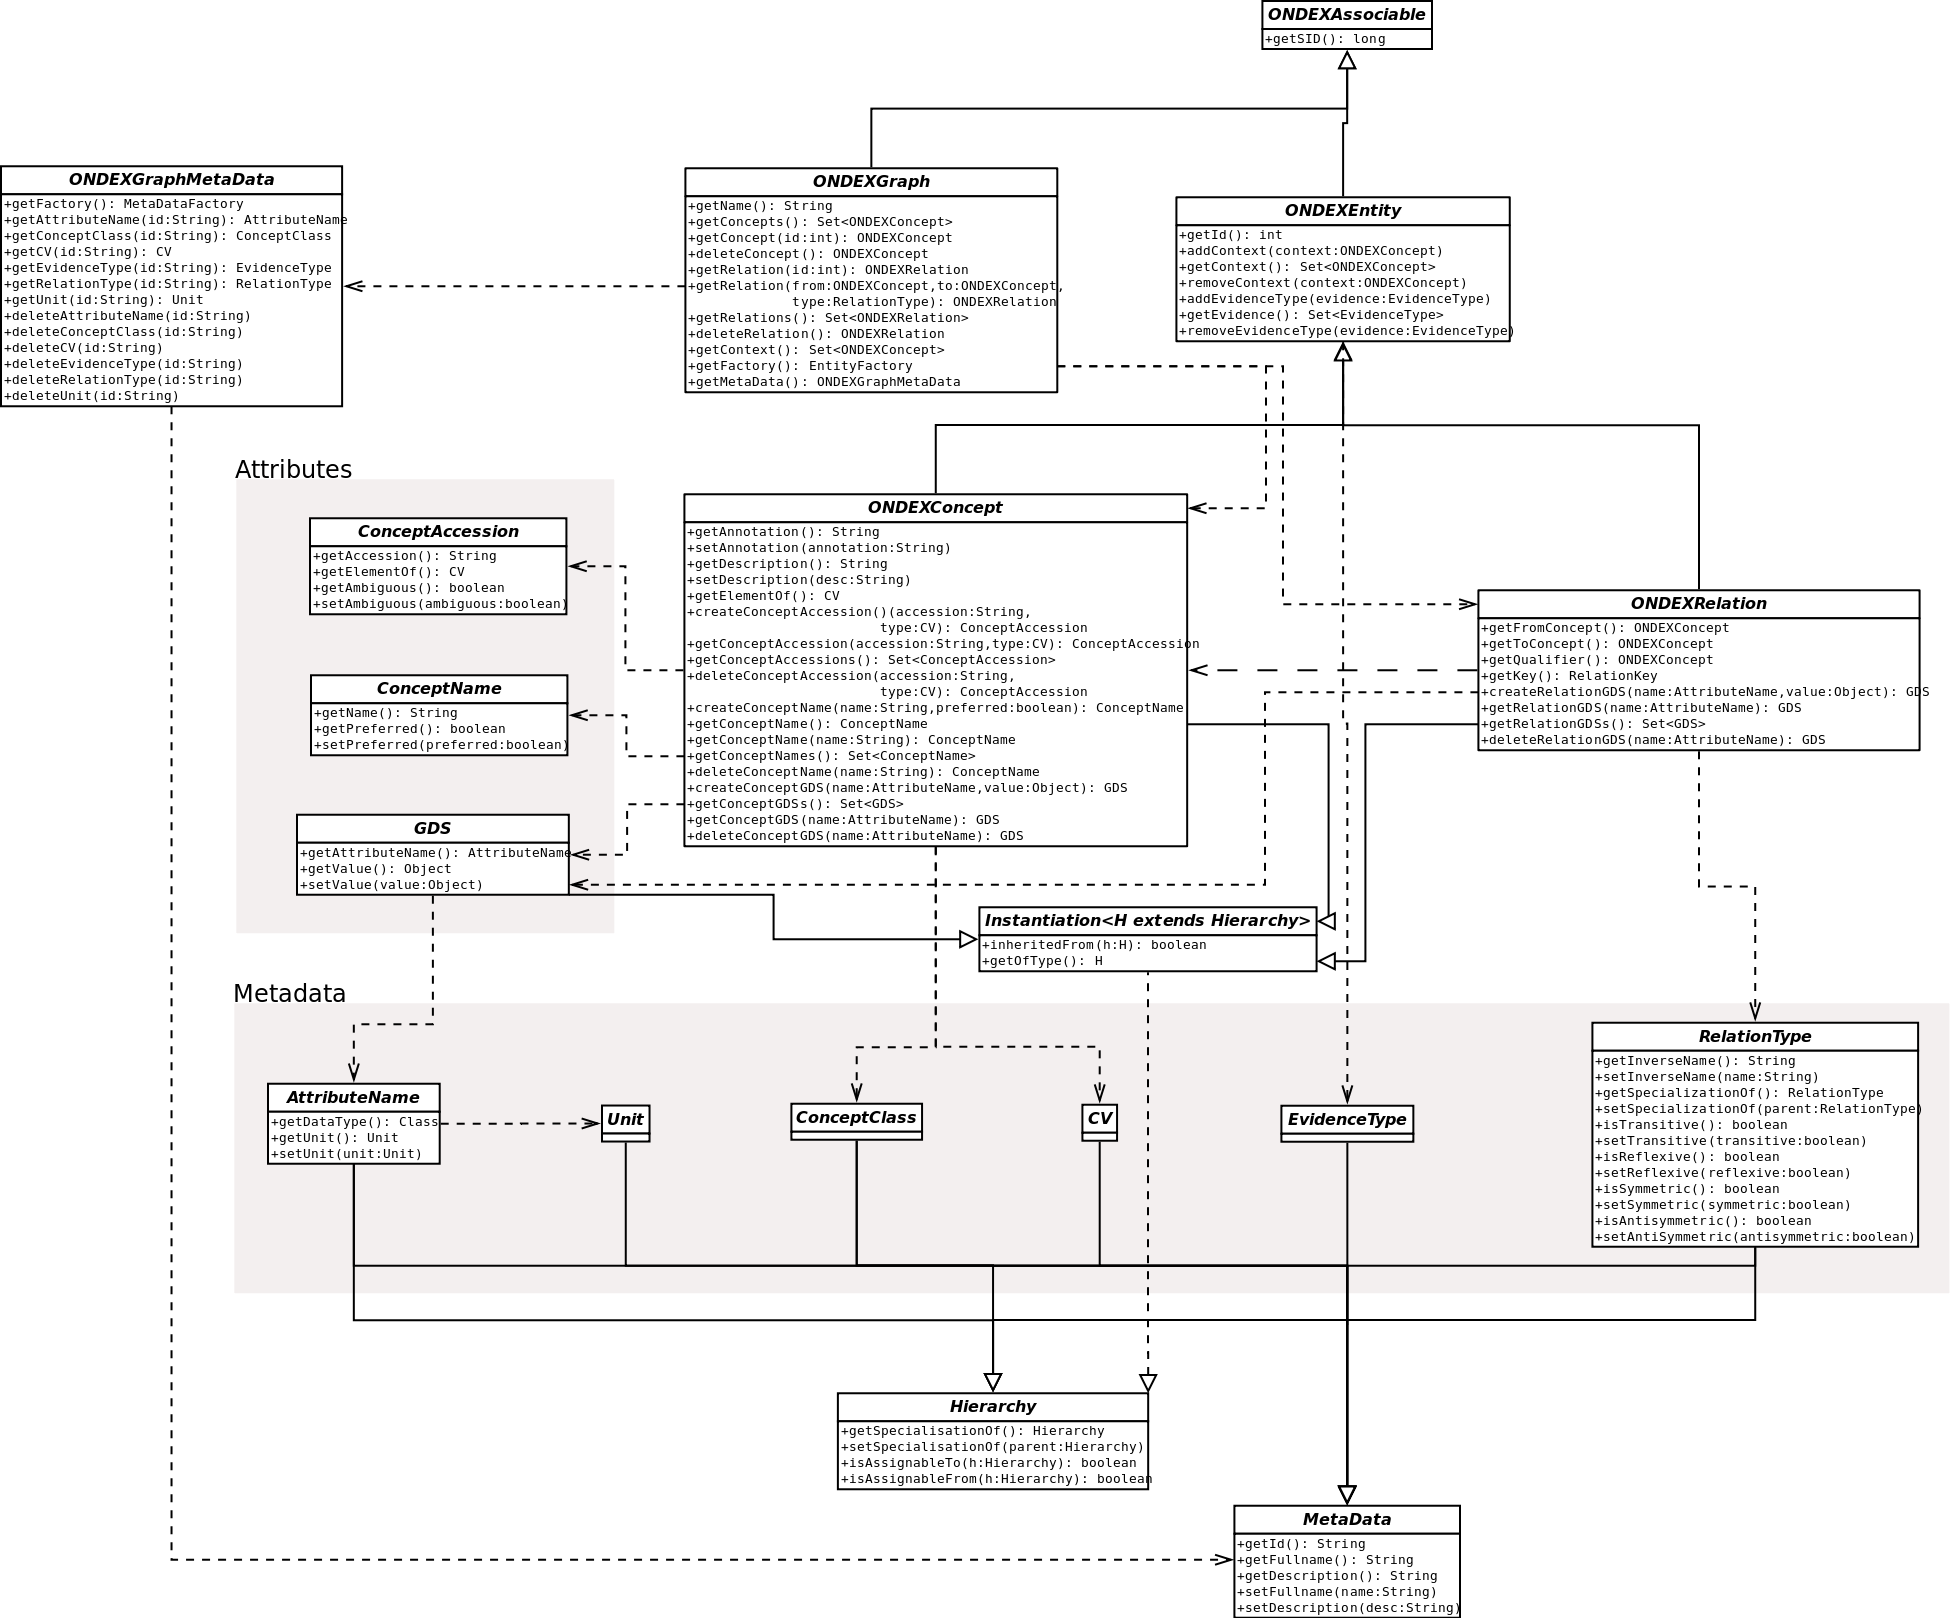 ONDEXAssociable
+getSID(): long
ONDEXGraphMetaData
+getFactory(): MetaDataFactory
+getAttributeName(id:String): AttributeName
+getConceptClass(id:String): ConceptClass
+getCV(id:String): CV
+getEvidenceType(id:String): EvidenceType
+getRelationType(id:String): RelationType
+getUnit(id:String): Unit
+deleteAttributeName(id:String)
+deleteConceptClass(id:String)
+deleteCV(id:String)
+deleteEvidenceType(id:String)
+deleteRelationType(id:String)
+deleteUnit(id:String)
ONDEXGraph
+getName(): String
+getConcepts(): Set<ONDEXConcept>
+getConcept(id:int): ONDEXConcept
+deleteConcept(): ONDEXConcept
+getRelation(id:int): ONDEXRelation
+getRelation(from:ONDEXConcept,to:ONDEXConcept,
type:RelationType): ONDEXRelation
+getRelations(): Set<ONDEXRelation>
+deleteRelation(): ONDEXRelation
+getContext(): Set<ONDEXConcept>
+getFactory(): EntityFactory
+getMetaData(): ONDEXGraphMetaData
ONDEXEntity
+getId(): int
+addContext(context:ONDEXConcept)
+getContext(): Set<ONDEXConcept>
+removeContext(context:ONDEXConcept)
+addEvidenceType(evidence:EvidenceType)
+getEvidence(): Set<EvidenceType>
+removeEvidenceType(evidence:EvidenceType)
Attributes
ConceptAccession
+getAccession(): String
+getElementOf(): CV
+getAmbiguous(): boolean
+setAmbiguous(ambiguous:boolean)
ConceptName
+getName(): String
+getPreferred(): boolean
+setPreferred(preferred:boolean)
GDS
+getAttributeName(): AttributeName
+getValue(): Object
+setValue(value:Object)
ONDEXConcept
+getAnnotation(): String
+setAnnotation(annotation:String)
+getDescription(): String
+setDescription(desc:String)
+getElementOf(): CV
+createConceptAccession()(accession:String,
type:CV): ConceptAccession
+getConceptAccession(accession:String,type:CV): ConceptAccession
+getConceptAccessions(): Set<ConceptAccession>
+deleteConceptAccession(accession:String,
type:CV): ConceptAccession
+createConceptName(name:String,preferred:boolean): ConceptName
+getConceptName(): ConceptName
+getConceptName(name:String): ConceptName
+getConceptNames(): Set<ConceptName>
+deleteConceptName(name:String): ConceptName
+createConceptGDS(name:AttributeName,value:Object): GDS
+getConceptGDSs(): Set<GDS>
+getConceptGDS(name:AttributeName): GDS
+deleteConceptGDS(name:AttributeName): GDS
ONDEXRelation
+getFromConcept(): ONDEXConcept
+getToConcept(): ONDEXConcept
+getQualifier(): ONDEXConcept
+getKey(): RelationKey
+createRelationGDS(name:AttributeName,value:Object): GDS
+getRelationGDS(name:AttributeName): GDS
+getRelationGDSs(): Set<GDS>
+deleteRelationGDS(name:AttributeName): GDS
Instantiation<H extends Hierarchy>
+inheritedFrom(h:H): boolean
+getOfType(): H
Metadata
AttributeName
+getDataType(): Class
+getUnit(): Unit
+setUnit(unit:Unit)
Unit
ConceptClass
CV
EvidenceType
RelationType
+getInverseName(): String
+setInverseName(name:String)
+getSpecializationOf(): RelationType
+setSpecializationOf(parent:RelationType)
+isTransitive(): boolean
+setTransitive(transitive:boolean)
+isReflexive(): boolean
+setReflexive(reflexive:boolean)
+isSymmetric(): boolean
+setSymmetric(symmetric:boolean)
+isAntisymmetric(): boolean
+setAntiSymmetric(antisymmetric:boolean)
Hierarchy
+getSpecialisationOf(): Hierarchy
+setSpecialisationOf(parent:Hierarchy)
+isAssignableTo(h:Hierarchy): boolean
+isAssignableFrom(h:Hierarchy): boolean
MetaData
+getId(): String
+getFullname(): String
+getDescription(): String
+setFullname(name:String)
+setDescription(desc:String)